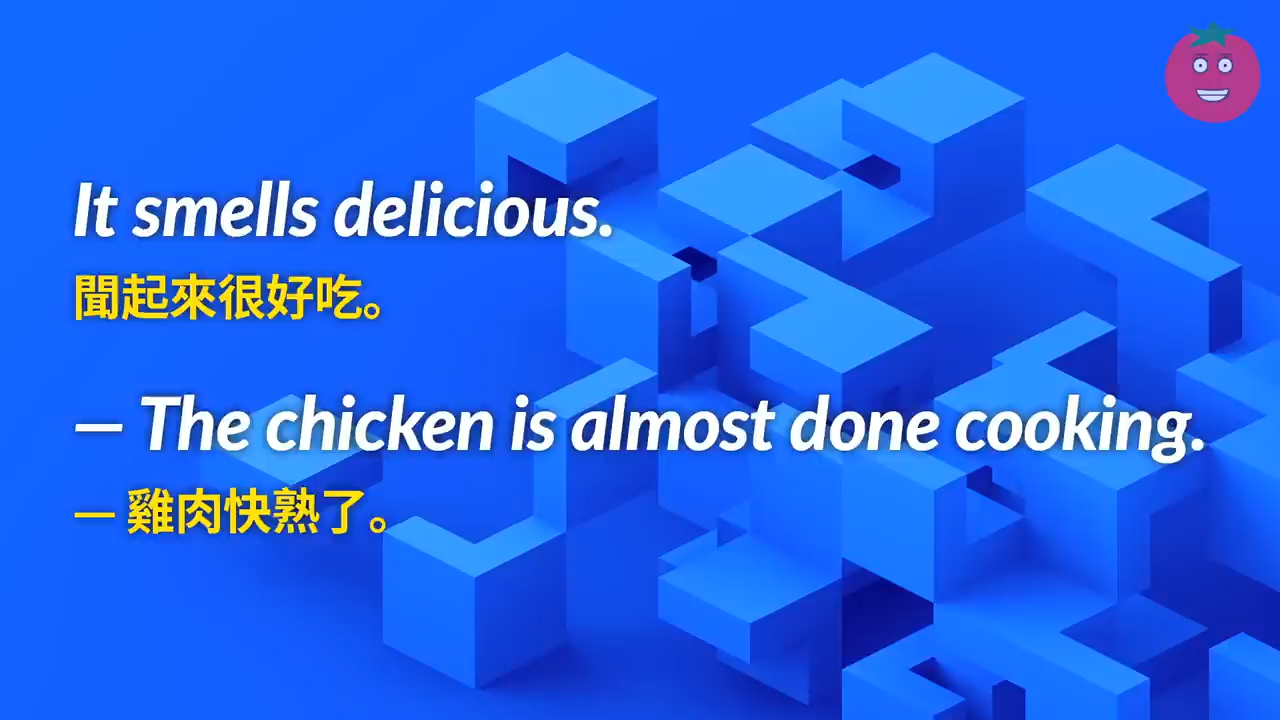 It smells delicious.
聞起來很好吃。
— The chicken is almost done cooking.
— 雞肉快熟了。